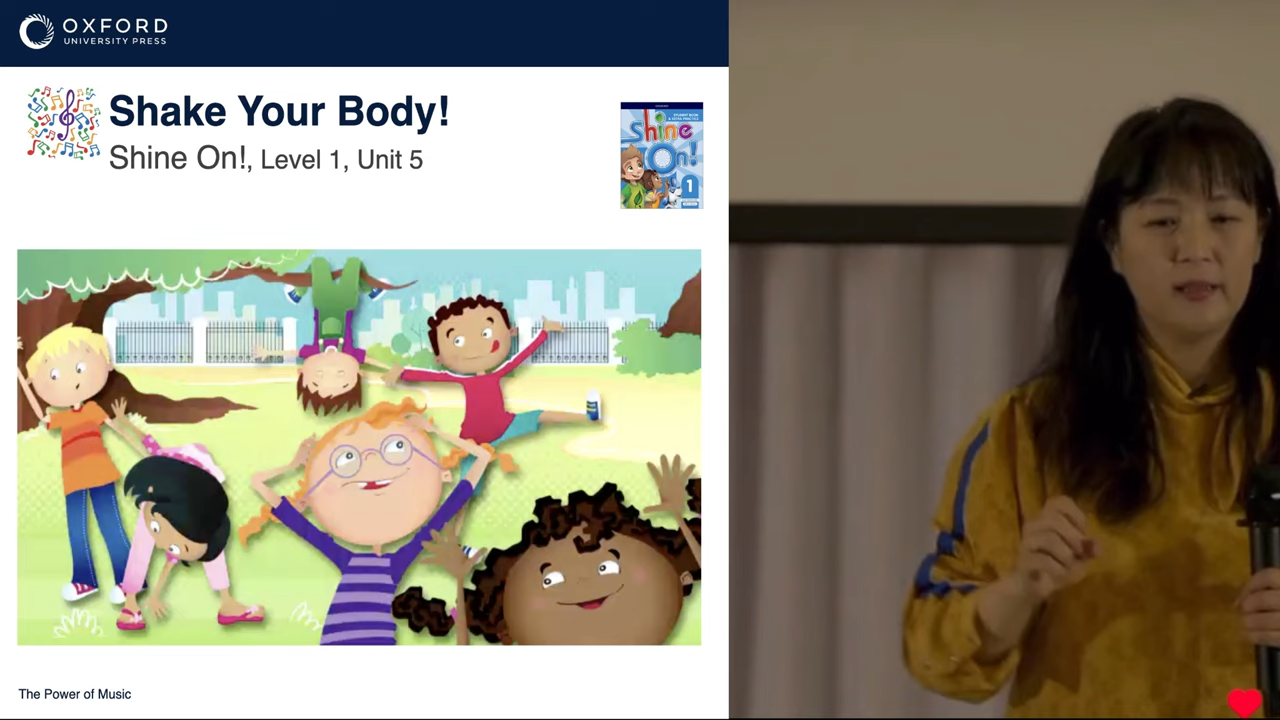 OXFORD
UNIVERSITY PRESS
Shake Your Body!
Shine On!, Level 1, Unit 5
Shine
On!
1
The Power of Music